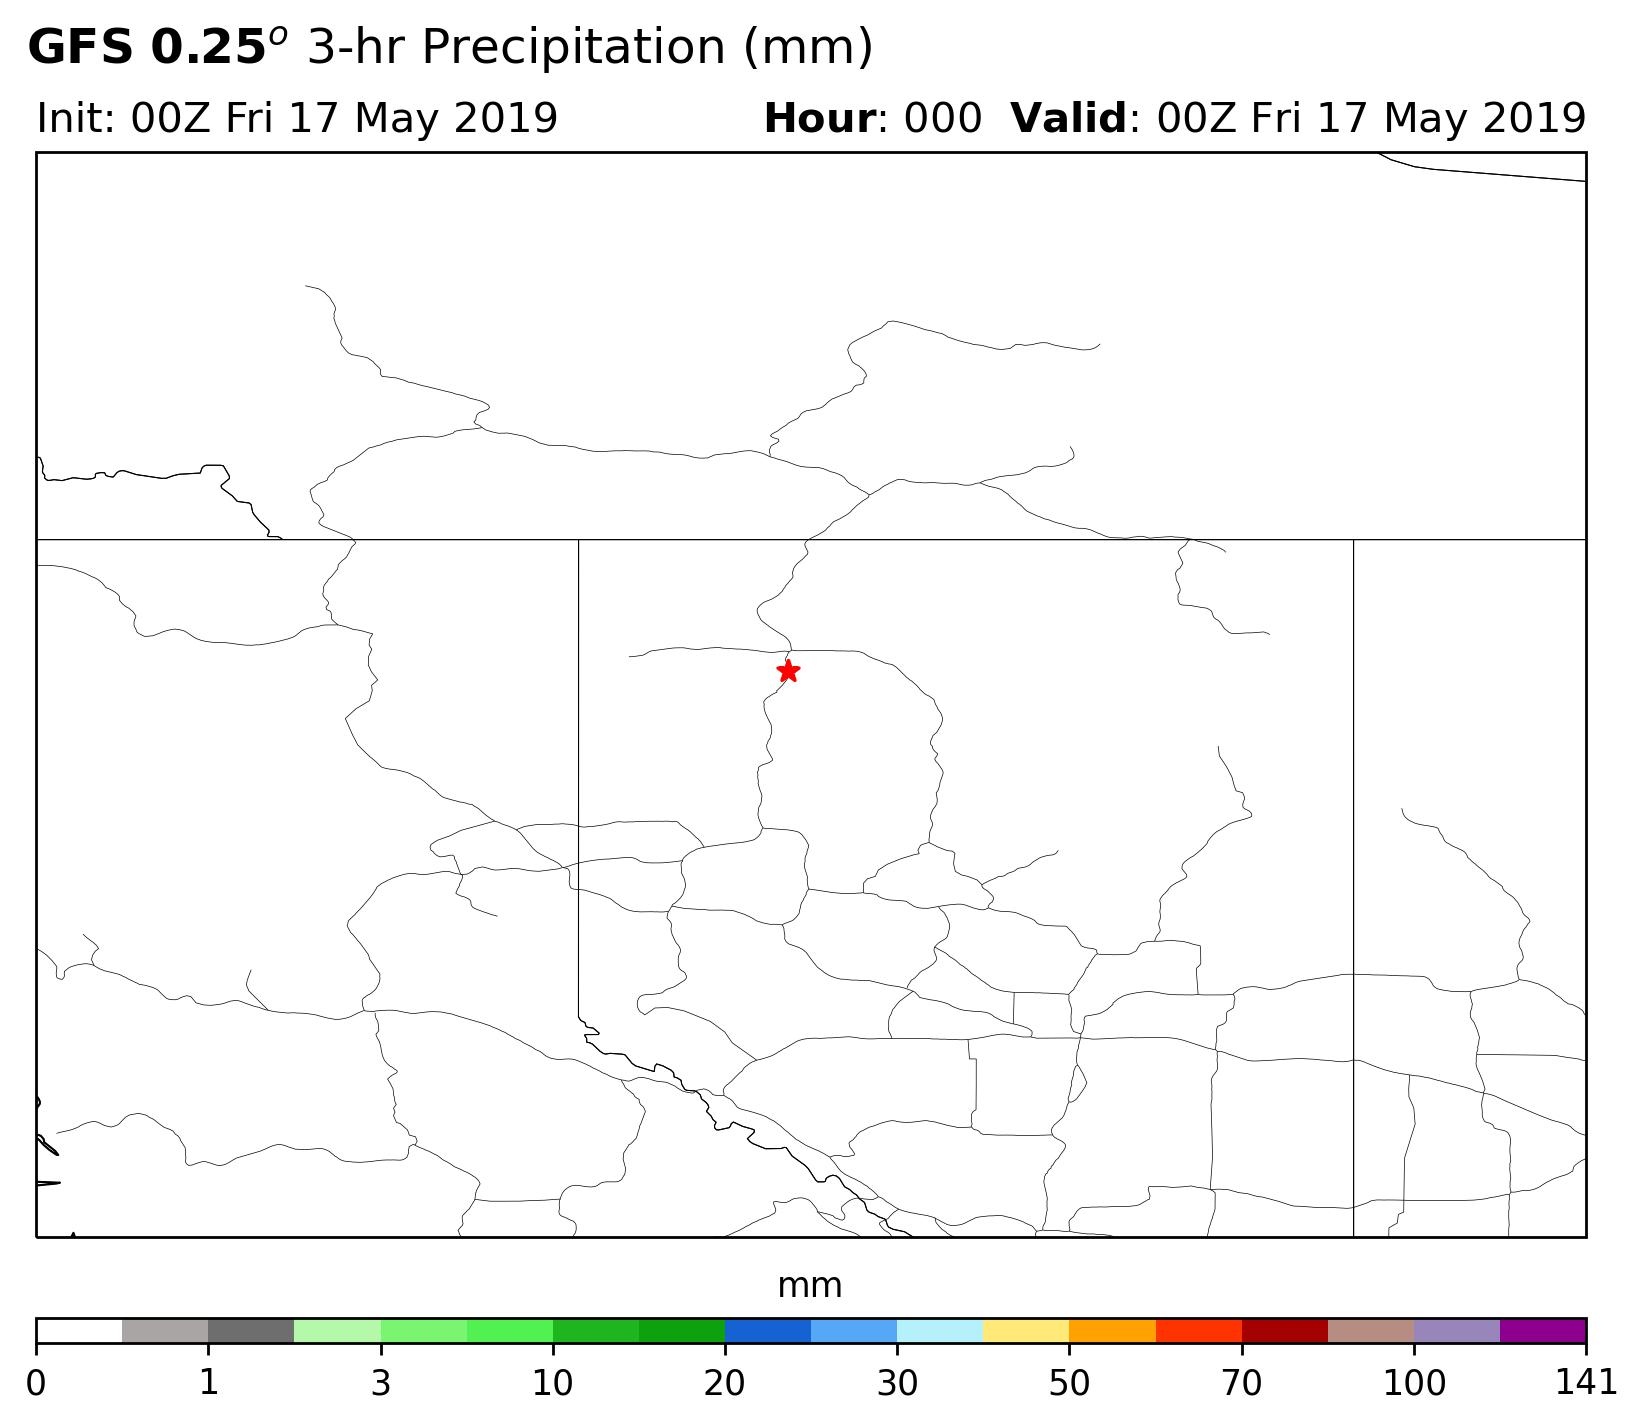 GFS 0.25° 3-hr Precipitation (mm)
Init: 00Z Fri 17 May 2019 Hour: 000 Valid: 00Z Fri 17 May 2019
mm
0 1 3 10 20 30 50 70 100 141